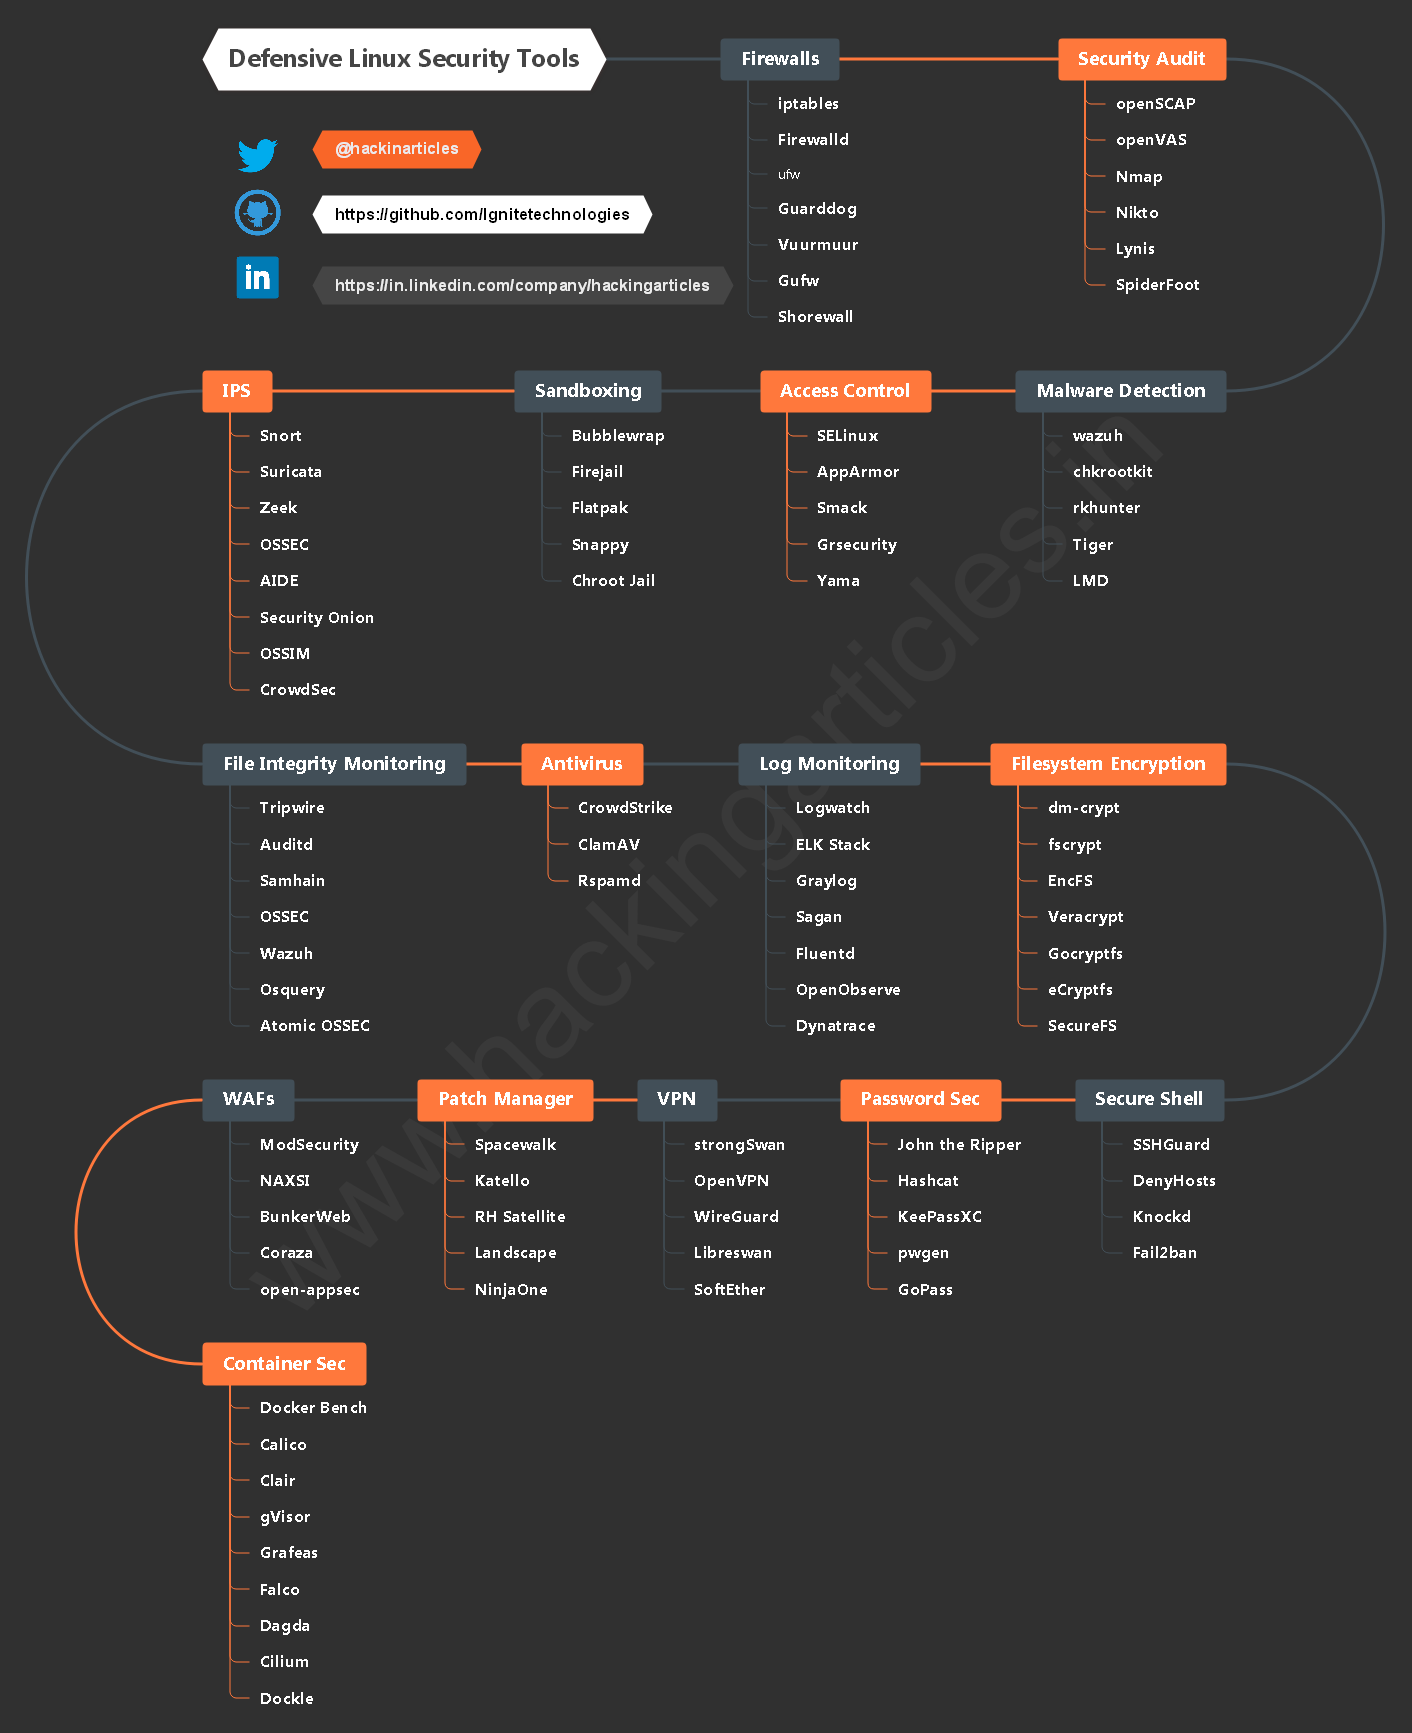 Defensive Linux Security Tools
@hackinarticles
https://github.com/Ignitetechnologies
in
https://in.linkedin.com/company/hackingarticles
Firewalls
iptables
Firewalld
ufw
Guarddog
Vuurmuur
Gufw
Shorewall
Security Audit
openSCAP
openVAS
Nmap
Nikto
Lynis
SpiderFoot
Malware Detection
wazuh
chkrootkit
rkhunter
Tiger
LMD
Access Control
SELinux
AppArmor
Smack
Grsecurity
Yama
Sandboxing
Bubblewrap
Firejail
Flatpak
Snappy
Chroot Jail
IPS
Snort
Suricata
Zeek
OSSEC
AIDE
Security Onion
OSSIM
CrowdSec
File Integrity Monitoring
Tripwire
Auditd
Samhain
OSSEC
Wazuh
Osquery
Atomic OSSEC
Antivirus
CrowdStrike
ClamAV
Rspamd
Log Monitoring
Logwatch
ELK Stack
Graylog
Sagan
Fluentd
OpenObserve
Dynatrace
Filesystem Encryption
dm-crypt
fscrypt
EncFS
Veracrypt
Gocryptfs
eCryptfs
SecureFS
Secure Shell
SSHGuard
DenyHosts
Knockd
Fail2ban
Password Sec
John the Ripper
Hashcat
KeePassXC
pwgen
GoPass
VPN
strongSwan
OpenVPN
WireGuard
Libreswan
SoftEther
Patch Manager
Spacewalk
Katello
RH Satellite
Landscape
NinjaOne
WAFs
ModSecurity
NAXSI
BunkerWeb
Coraza
open-appsec
Container Sec
Docker Bench
Calico
Clair
gVisor
Grafeas
Falco
Dagda
Cilium
Dockle
www.hackingarticles.in